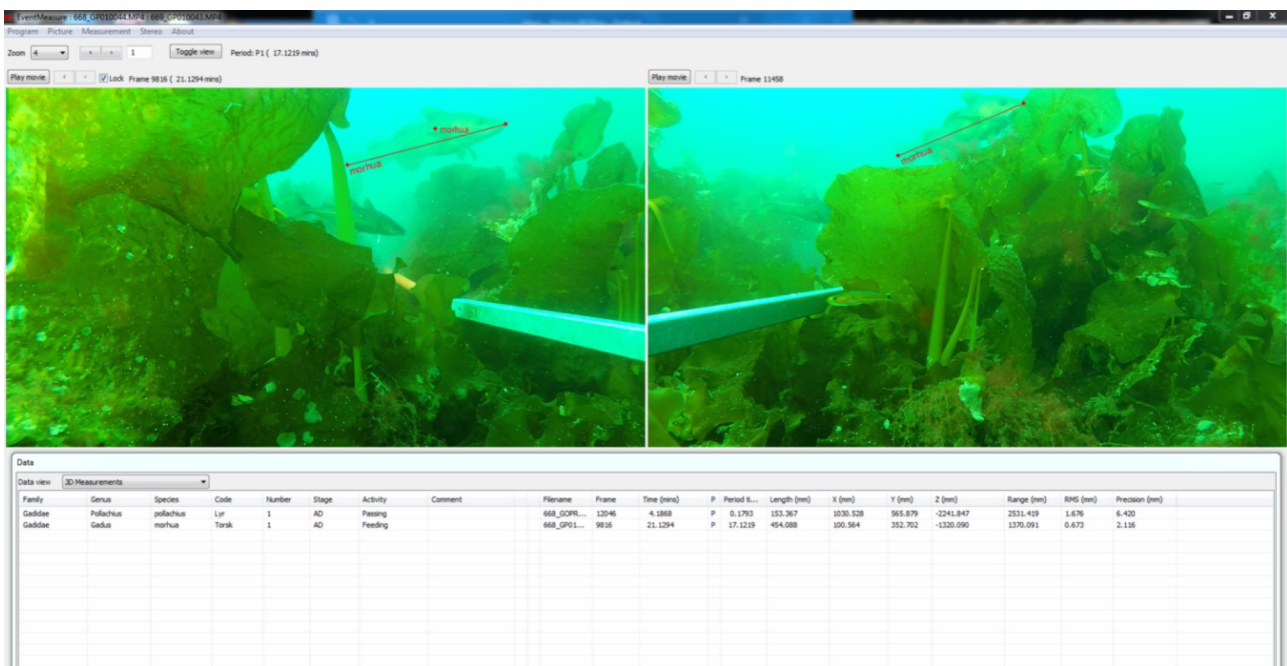 EventMeasure : 668_GP010044.MP4 : 669_GP010043.MP4
Program Picture Measurement Stereo About
Zoom 4 1 Toggle view Period: P1 ( 17.1219 mins)
Play movie Lock Frame 9816 ( 21.1294 mins) Play movie Frame 11458
morhua
morhua
morhua
Data
Data view 3D Measurements
Family Genus Species Code Number Stage Activity Comment Filename Frame Time (mins) P Period ti... Length (mm) X (mm) Y (mm) Z (mm) Range (mm) RMS (mm) Precision (mm)
Gadidae Pollachius pollachius Lyr 1 AD Passing 668_GOPR... 12046 4.1868 P 0.1793 153.367 1030.528 565.879 -2241.847 2531.419 1.676 6.420
Gadidae Gadus morhua Torsk 1 AD Feeding 668_GP01... 9816 21.1294 P 17.1219 454.088 100.564 352.702 -1320.090 1370.091 0.673 2.116